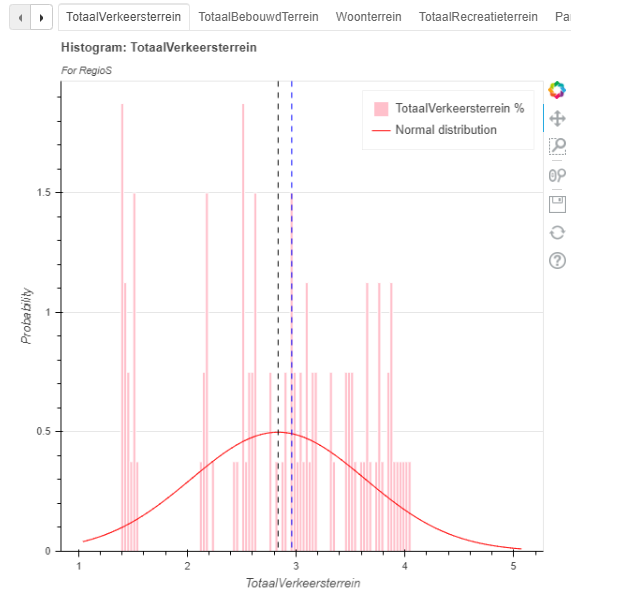 TotaalVerkeersterrein TotaalBebouwdTerrein Woonterrein TotaalRecreatieterrein
Histogram: TotaalVerkeersterrein
For RegioS
TotaalVerkeersterrein %
Normal distribution
Probability
1.5
1
0.5
0
1 2 3 4 5
TotaalVerkeersterrein